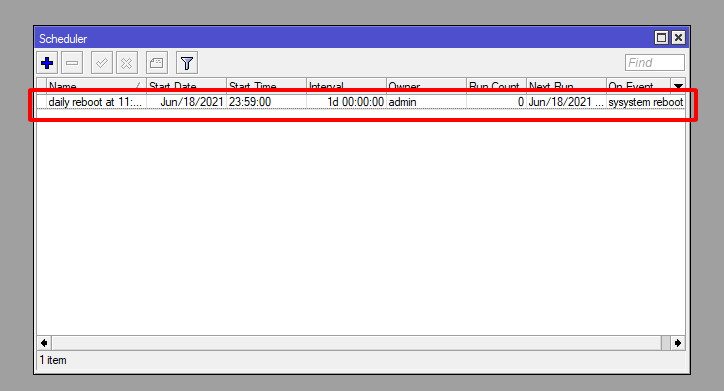 Scheduler
Find
Name Start Date Start Time Interval Owner Run Count Next Run On Event
daily reboot at 11:... Jun/18/2021 23:59:00 1d 00:00:00 admin 0 Jun/18/2021 ... sysystem reboot
1 item